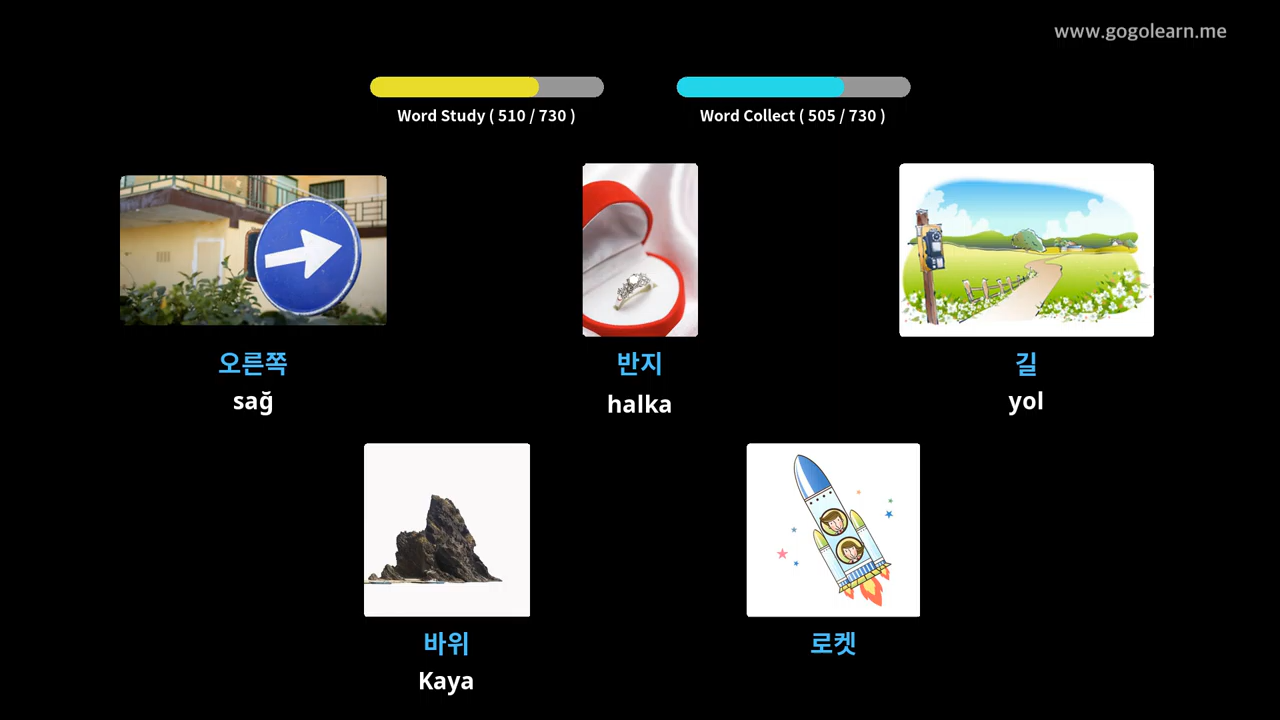 www.gogolearn.me
Word Study ( 510 / 730 )
Word Collect ( 505 / 730 )
오른쪽
sağ
반지
halka
길
yol
바위
Kaya
로켓